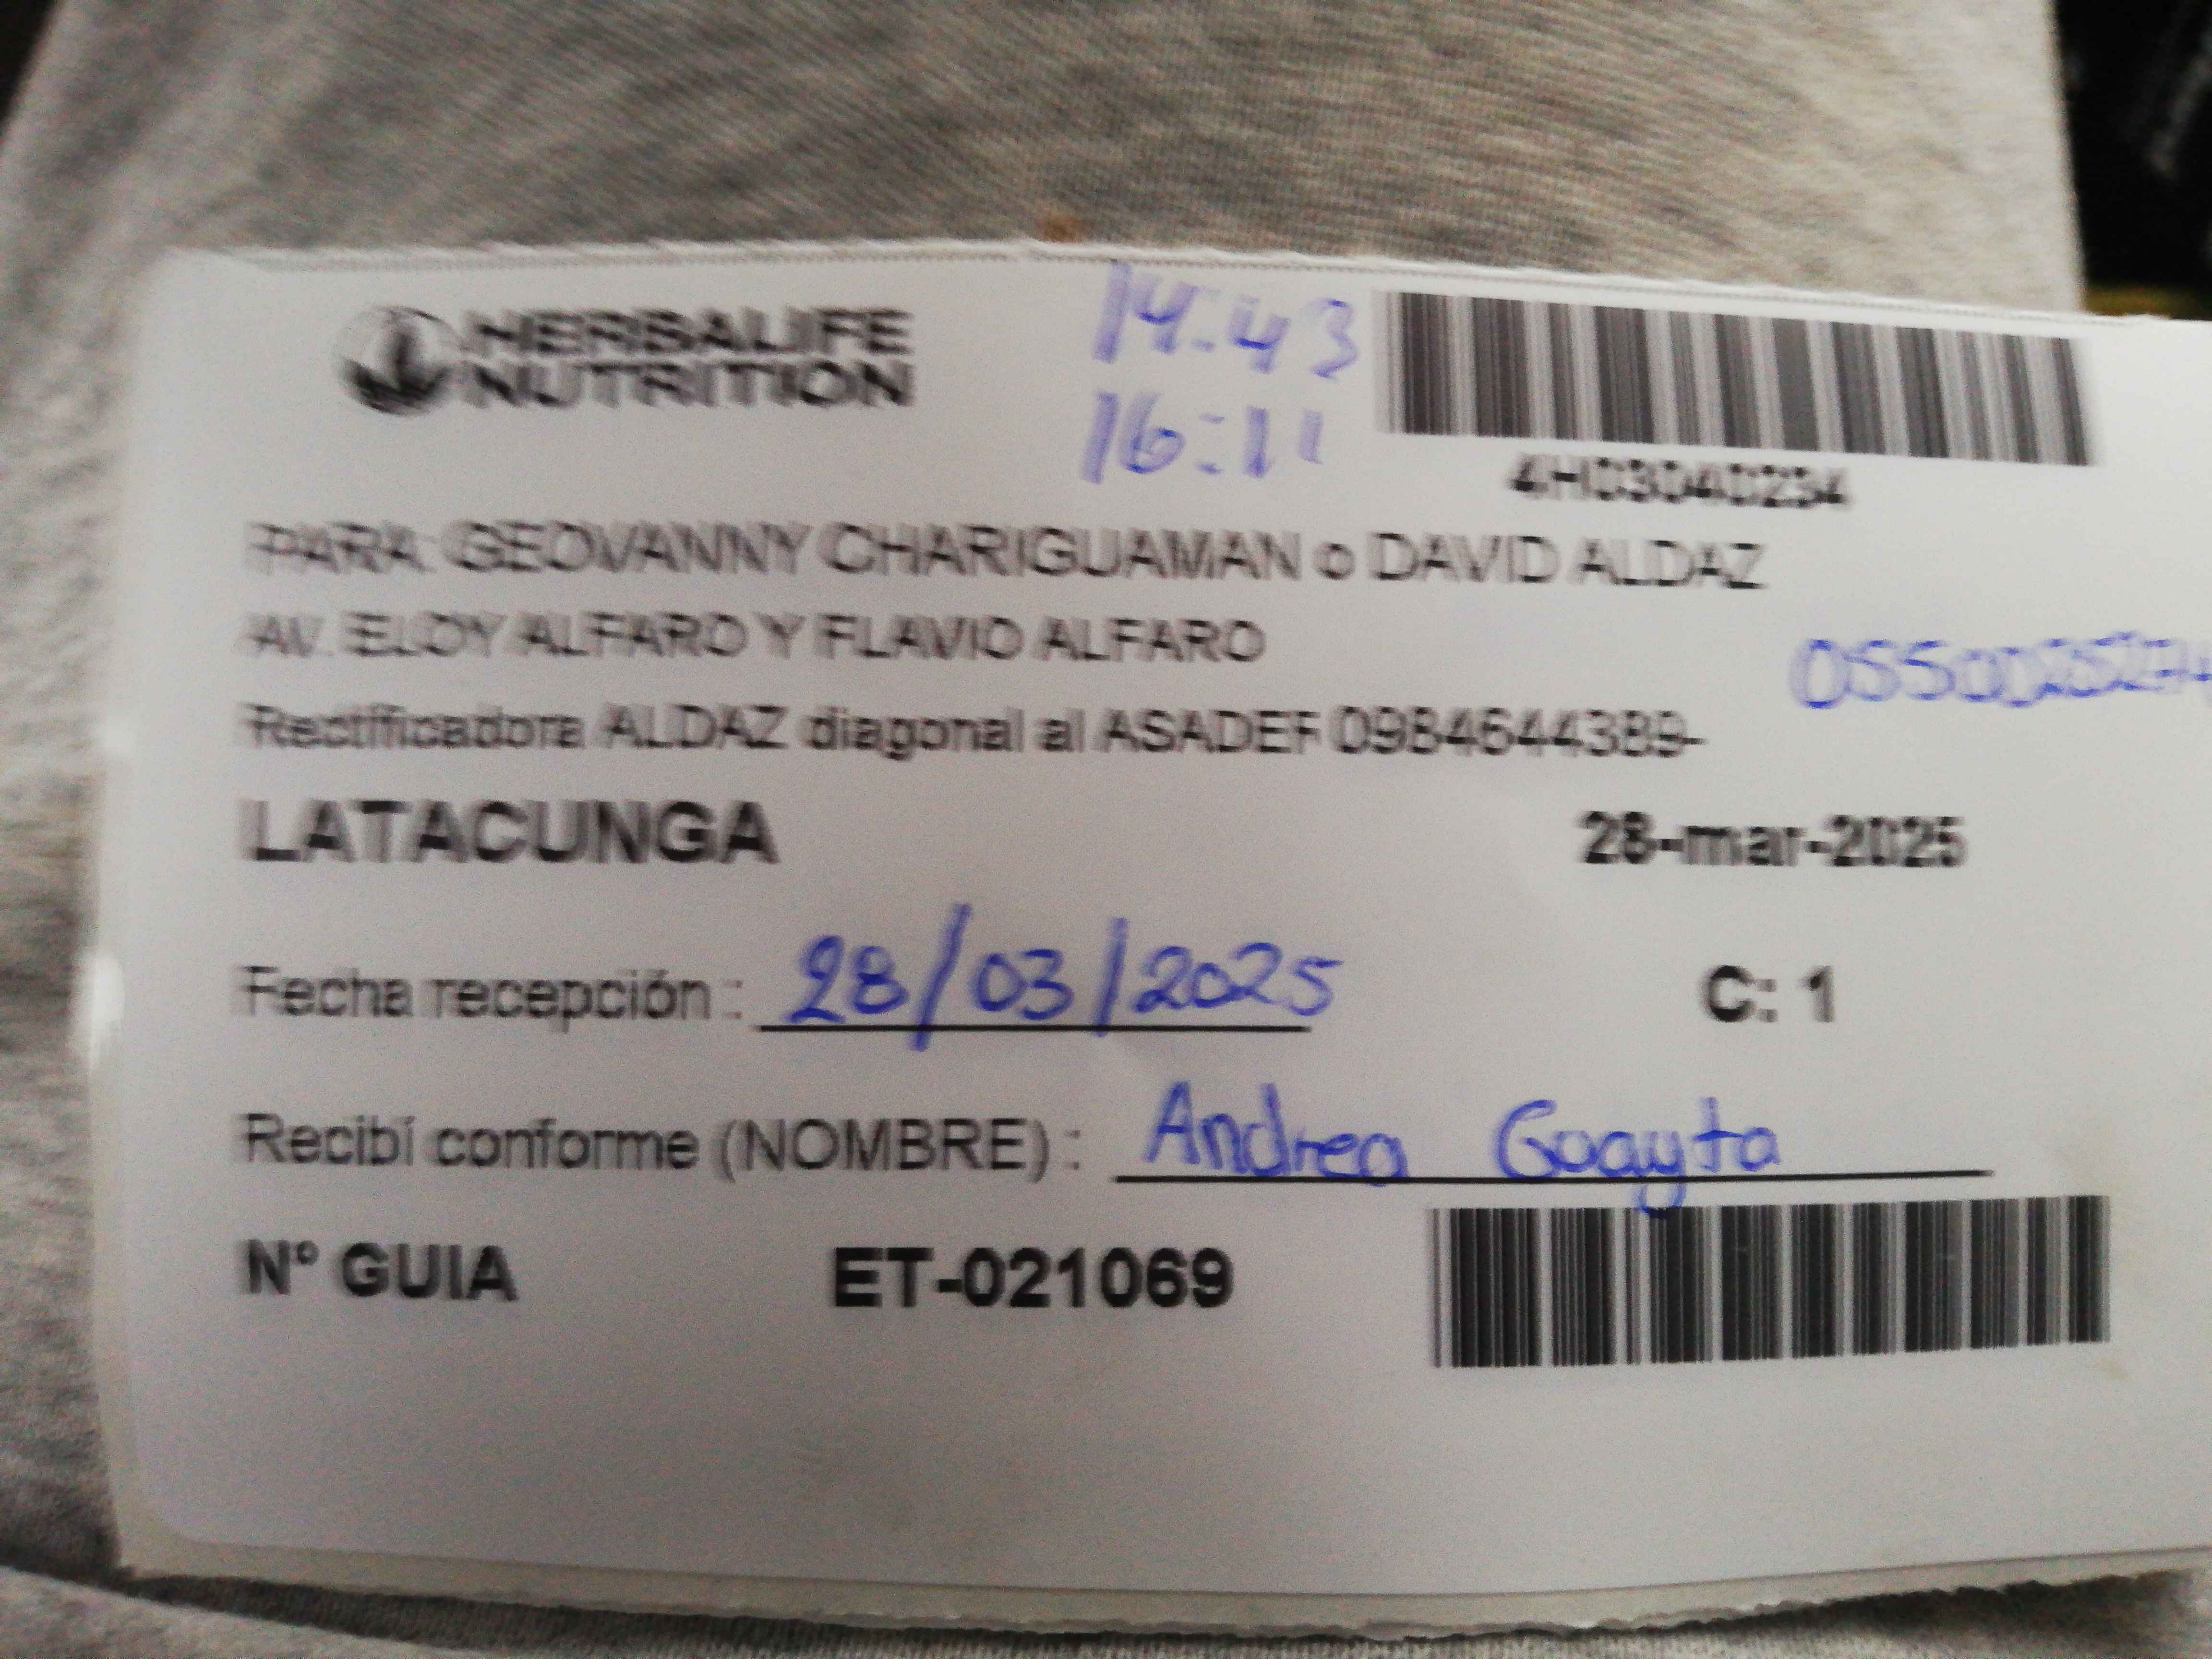 HERBALIFE
NUTRITION
14:43
16:11
4H03040234
PARA: GEOVANNY CHARIGUAMAN o DAVID ALDAZ
AV. ELOY ALFARO Y FLAVIO ALFARO
Rectificadora ALDAZ diagonal al ASADEF 0984644389-
LATACUNGA
28-mar-2025
Fecha recepción : 28/03/2025
C: 1
Recibí conforme (NOMBRE) : Andrea Guayta
N° GUIA ET-021069